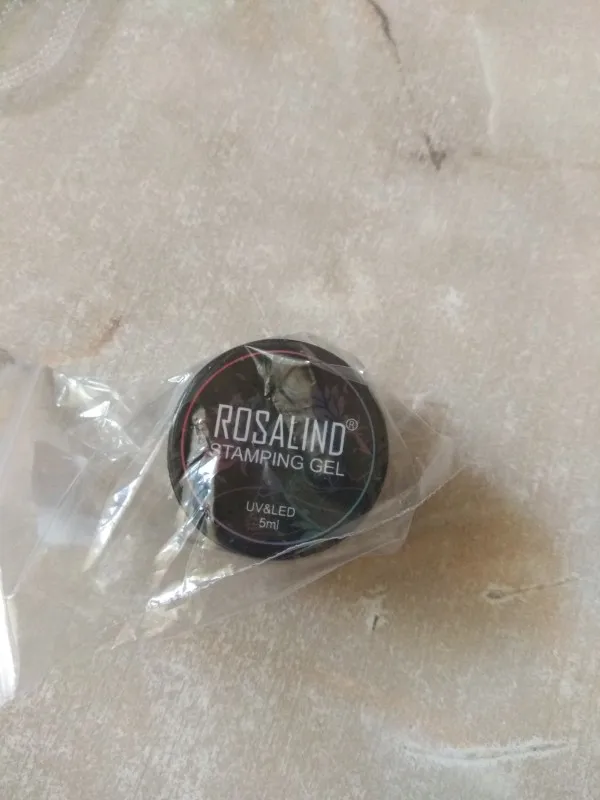 ROSALIND®
STAMPING GEL
UV&LED
5ml